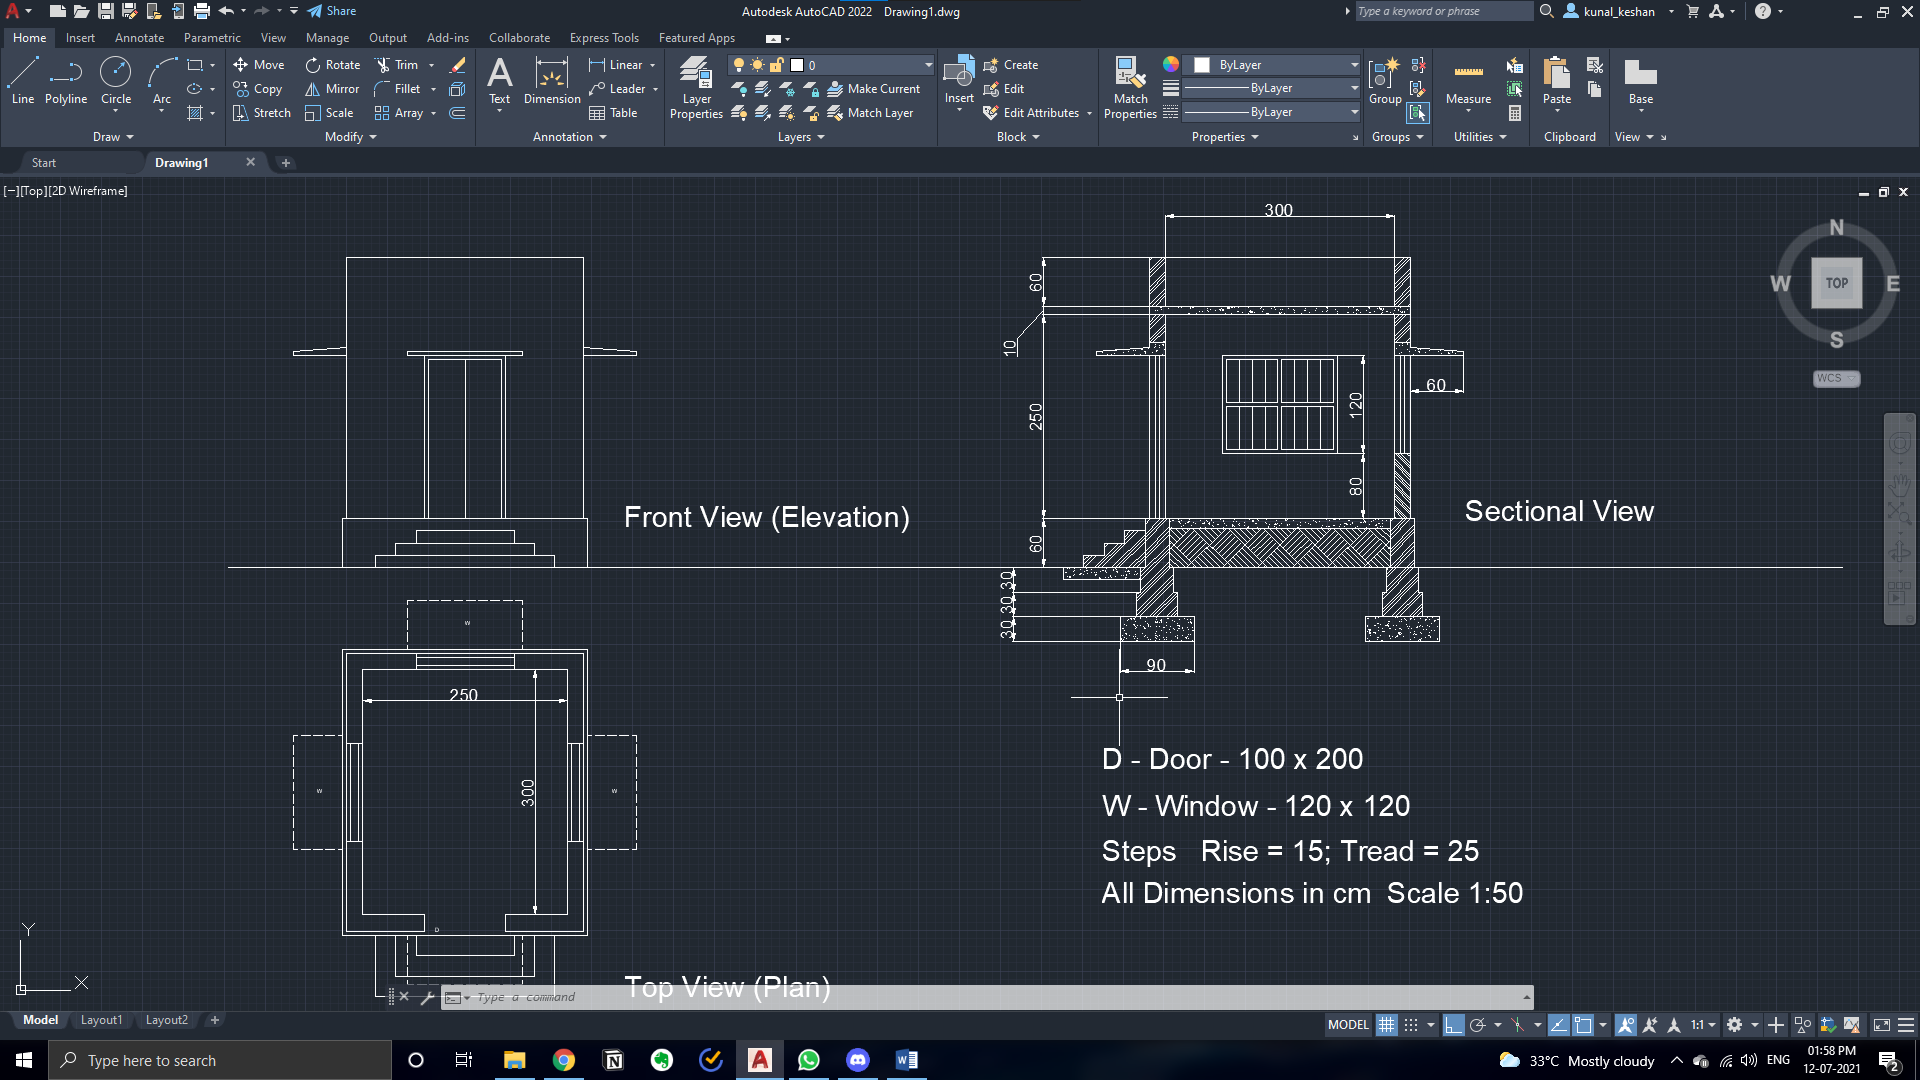 Share
Autodesk AutoCAD 2022 Drawing1.dwg
Type a keyword or phrase
kunal_keshan
Home Insert Annotate Parametric View Manage Output Add-ins Collaborate Express Tools Featured Apps
Line Polyline Circle Arc
Move Rotate Trim
Copy Mirror Fillet
Stretch Scale Array
Text Dimension
Linear
Leader
Table
Layer Properties
0
Make Current
Match Layer
Insert
Create
Edit
Edit Attributes
Match Properties
ByLayer
ByLayer
ByLayer
Group
Measure
Paste
Base
Draw Modify Annotation Layers Block Properties Groups Utilities Clipboard View
Start Drawing1
[−][Top][2D Wireframe]
N
W TOP E
S
WCS
300
60
10
250
60
120
80
60
30
30
30
90
Front View (Elevation)
Sectional View
W
250
300
W
W
D
D - Door - 100 x 200
W - Window - 120 x 120
Steps Rise = 15; Tread = 25
All Dimensions in cm Scale 1:50
Top View (Plan)
Y
X
Type a command
Model Layout1 Layout2
MODEL
1:1
Type here to search
33°C Mostly cloudy
ENG
01:58 PM
12-07-2021
2